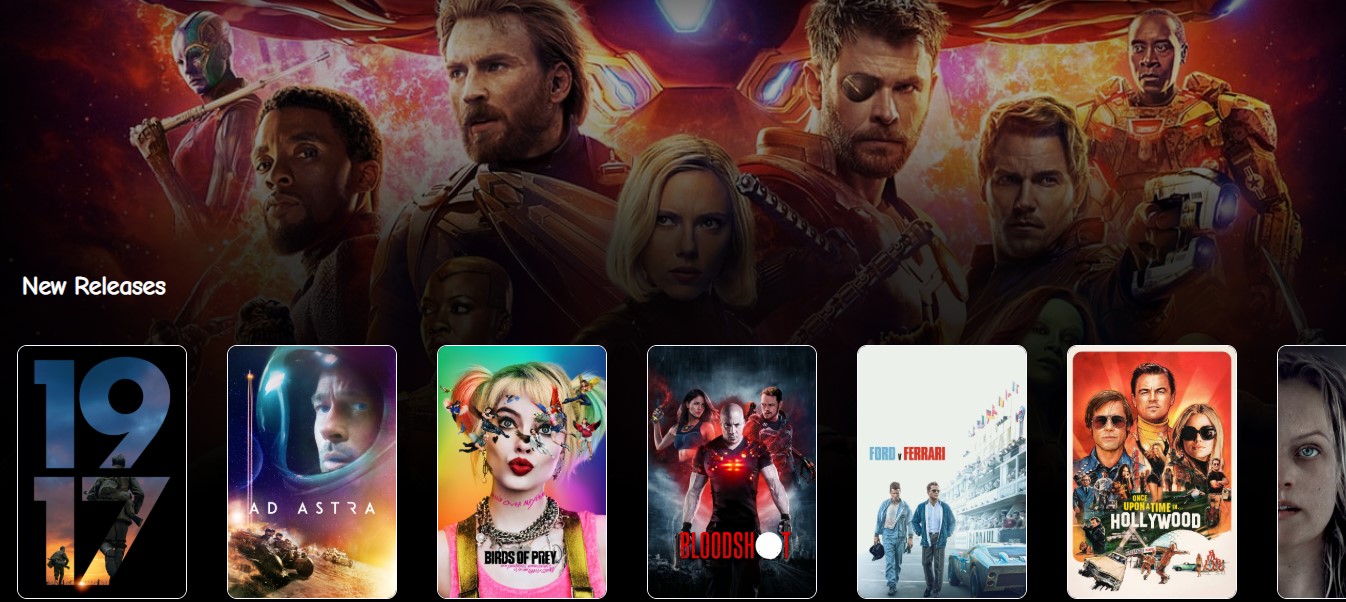 New Releases
19
17
AD ASTRA
BIRDS OF PREY
BLOODSHOT
FORD v FERRARI
ONCE
UPON A TIME IN...
HOLLYWOOD